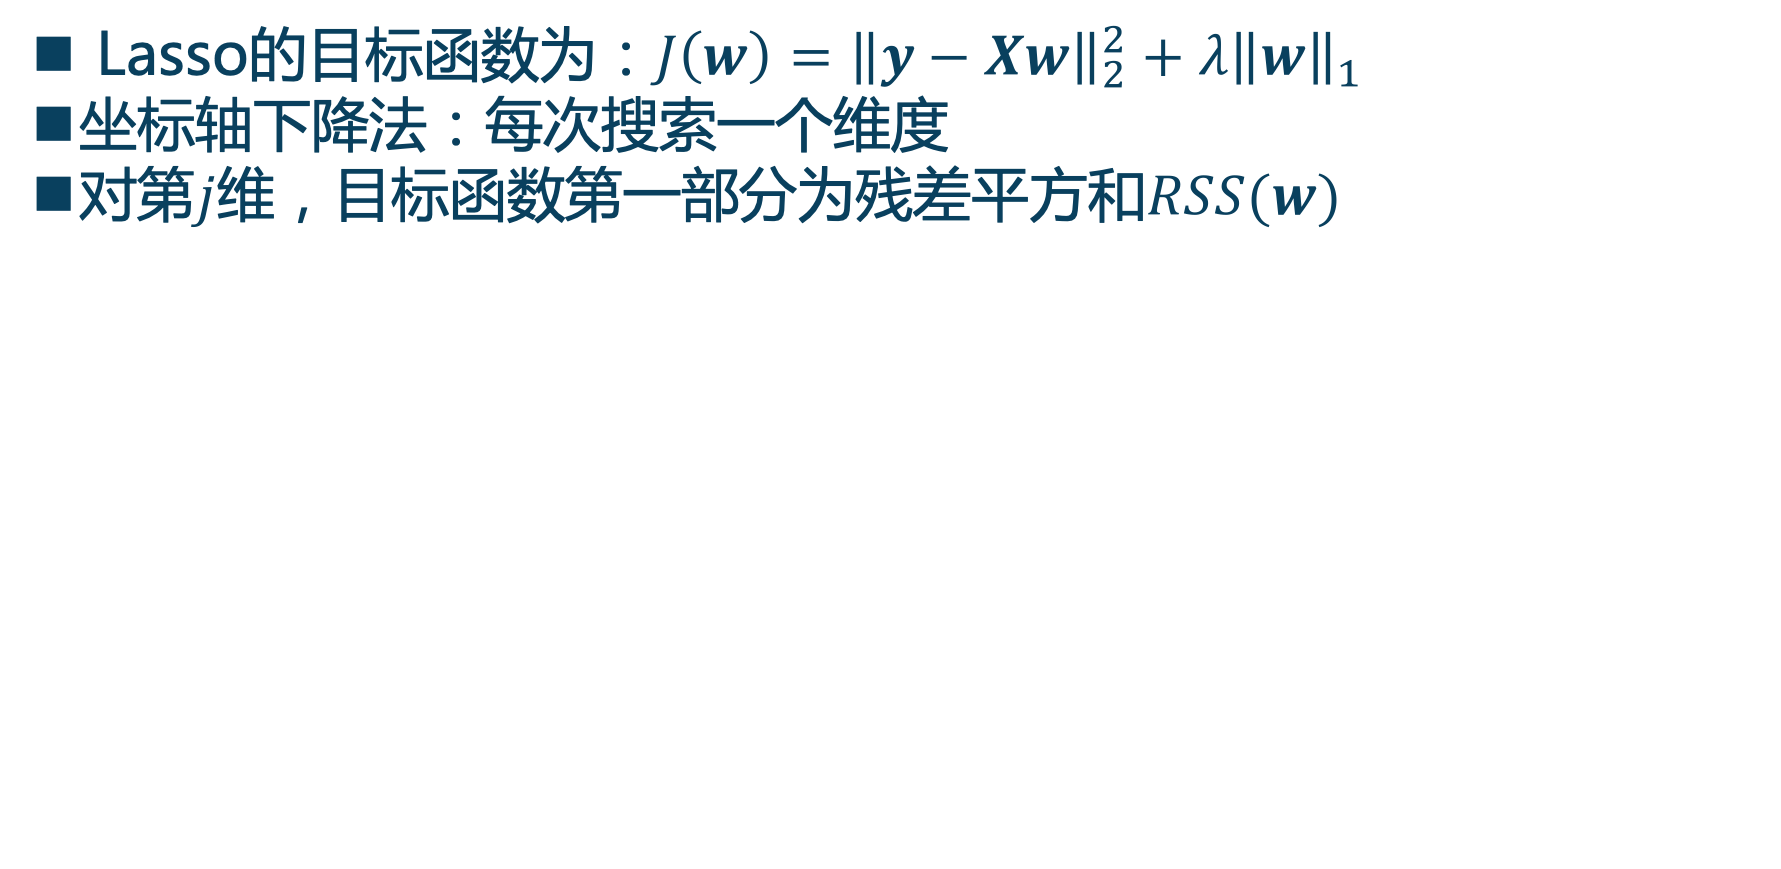 ■ Lasso的目标函数为：J(w) = ‖y − Xw‖₂² + λ‖w‖₁
■坐标轴下降法：每次搜索一个维度
■对第j维，目标函数第一部分为残差平方和RSS(w)